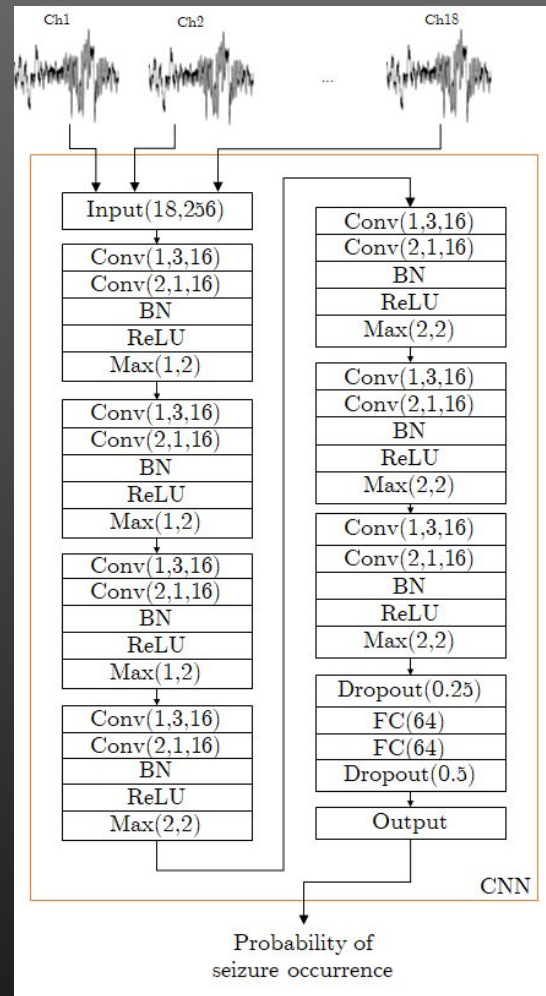 Ch1 Ch2 ... Ch18
Input(18,256)
Conv(1,3,16)
Conv(2,1,16)
BN
ReLU
Max(1,2)
Conv(1,3,16)
Conv(2,1,16)
BN
ReLU
Max(1,2)
Conv(1,3,16)
Conv(2,1,16)
BN
ReLU
Max(1,2)
Conv(1,3,16)
Conv(2,1,16)
BN
ReLU
Max(2,2)
Conv(1,3,16)
Conv(2,1,16)
BN
ReLU
Max(2,2)
Conv(1,3,16)
Conv(2,1,16)
BN
ReLU
Max(2,2)
Conv(1,3,16)
Conv(2,1,16)
BN
ReLU
Max(2,2)
Dropout(0.25)
FC(64)
FC(64)
Dropout(0.5)
Output
CNN
Probability of
seizure occurrence